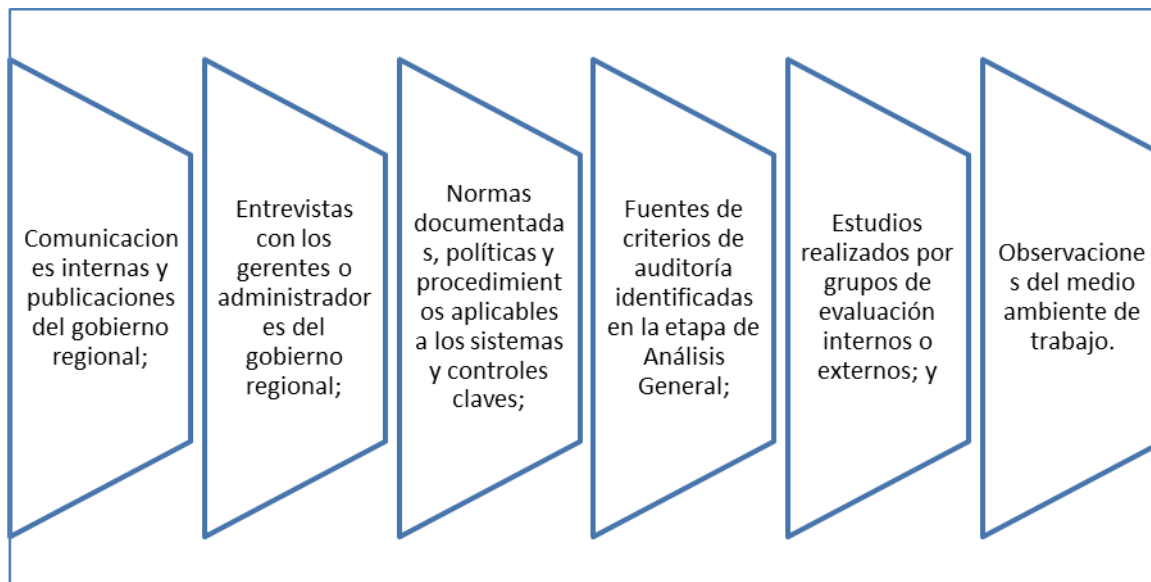 Comunicacion
es internas y
publicaciones
del gobierno
regional;
Entrevistas
con los
gerentes o
administrador
es del
gobierno
regional;
Normas
documentada
s, políticas y
procedimient
os aplicables
a los sistemas
y controles
claves;
Fuentes de
criterios de
auditoría
identificadas
en la etapa de
Análisis
General;
Estudios
realizados por
grupos de
evaluación
internos o
externos; y
Observacione
s del medio
ambiente de
trabajo.